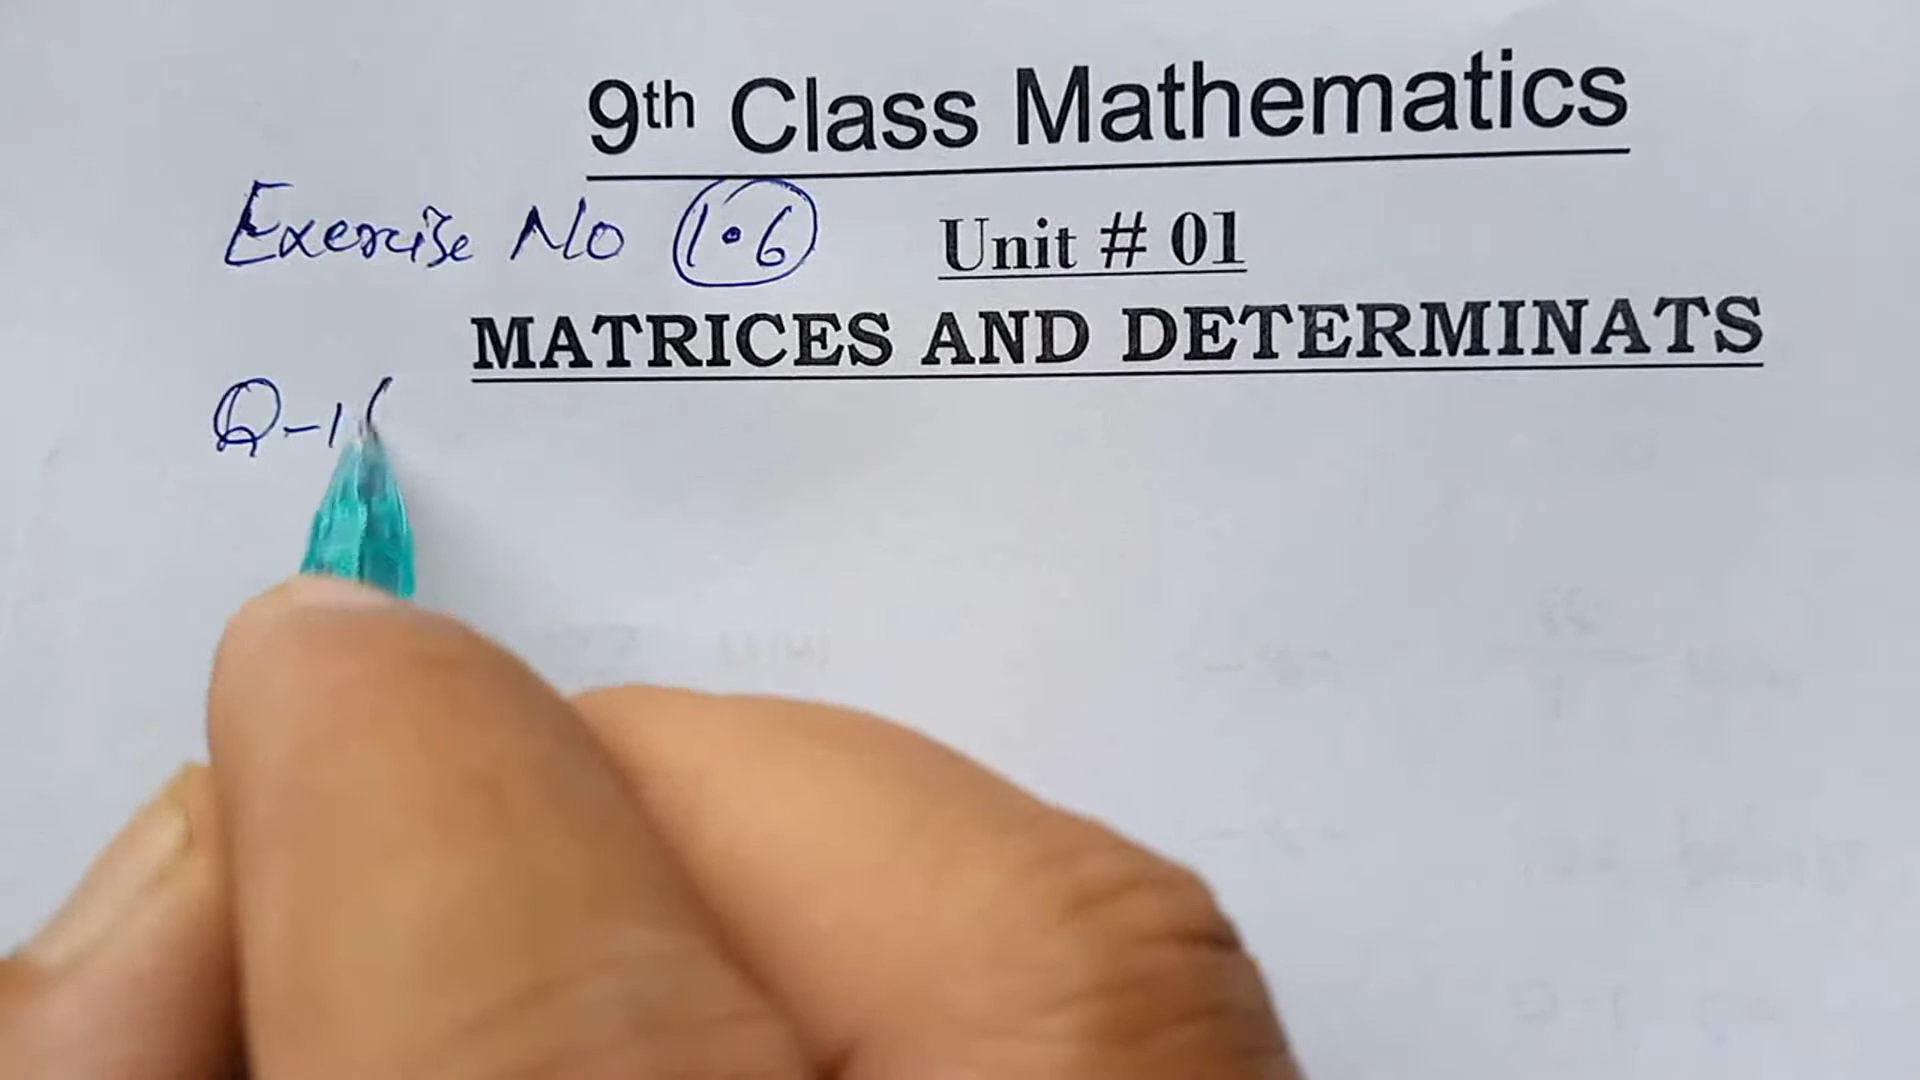 9th Class Mathematics
Exercise No 1.6 Unit # 01
MATRICES AND DETERMINATS
Q-1(